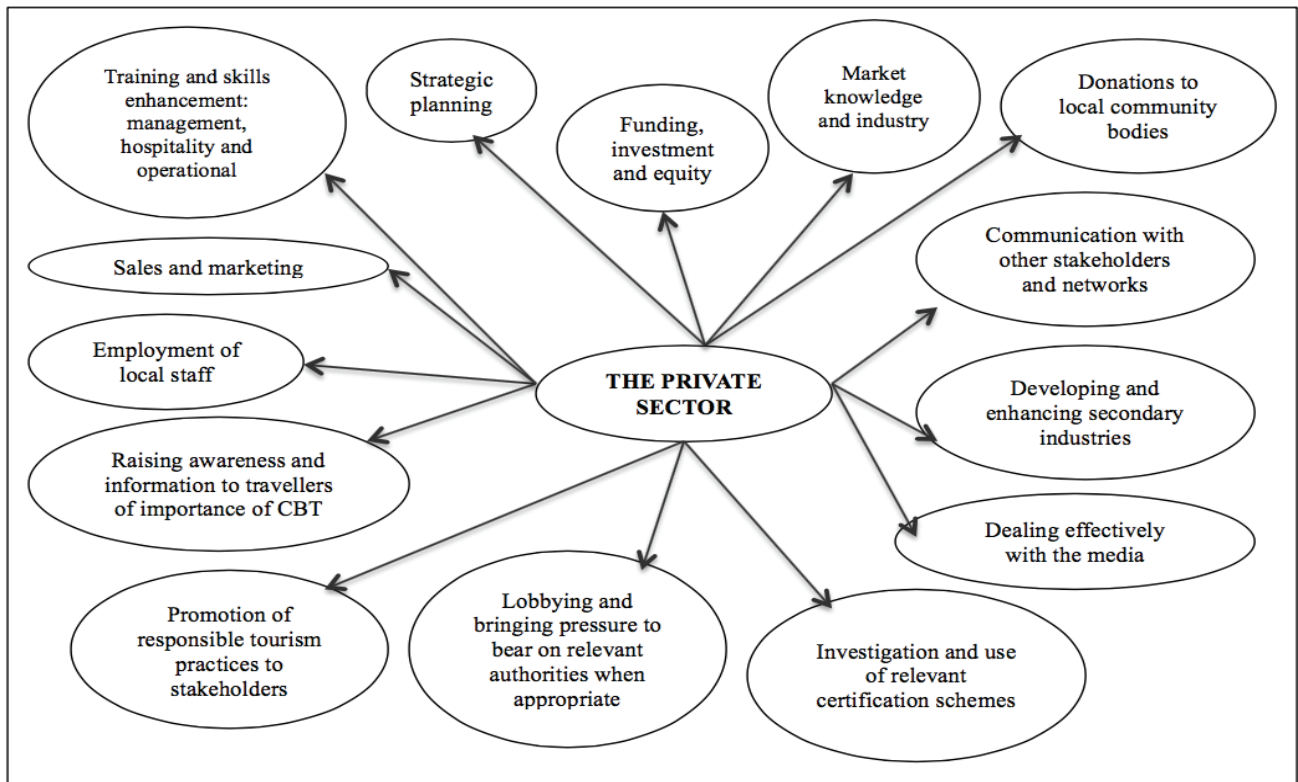 Training and skills
enhancement:
management,
hospitality and
operational
Strategic
planning
Funding,
investment
and equity
Market
knowledge
and industry
Donations to
local community
bodies
Sales and marketing
Communication with
other stakeholders
and networks
Employment of
local staff
THE PRIVATE
SECTOR
Developing and
enhancing secondary
industries
Raising awareness and
information to travellers
of importance of CBT
Dealing effectively
with the media
Promotion of
responsible tourism
practices to
stakeholders
Lobbying and
bringing pressure to
bear on relevant
authorities when
appropriate
Investigation and use
of relevant
certification schemes